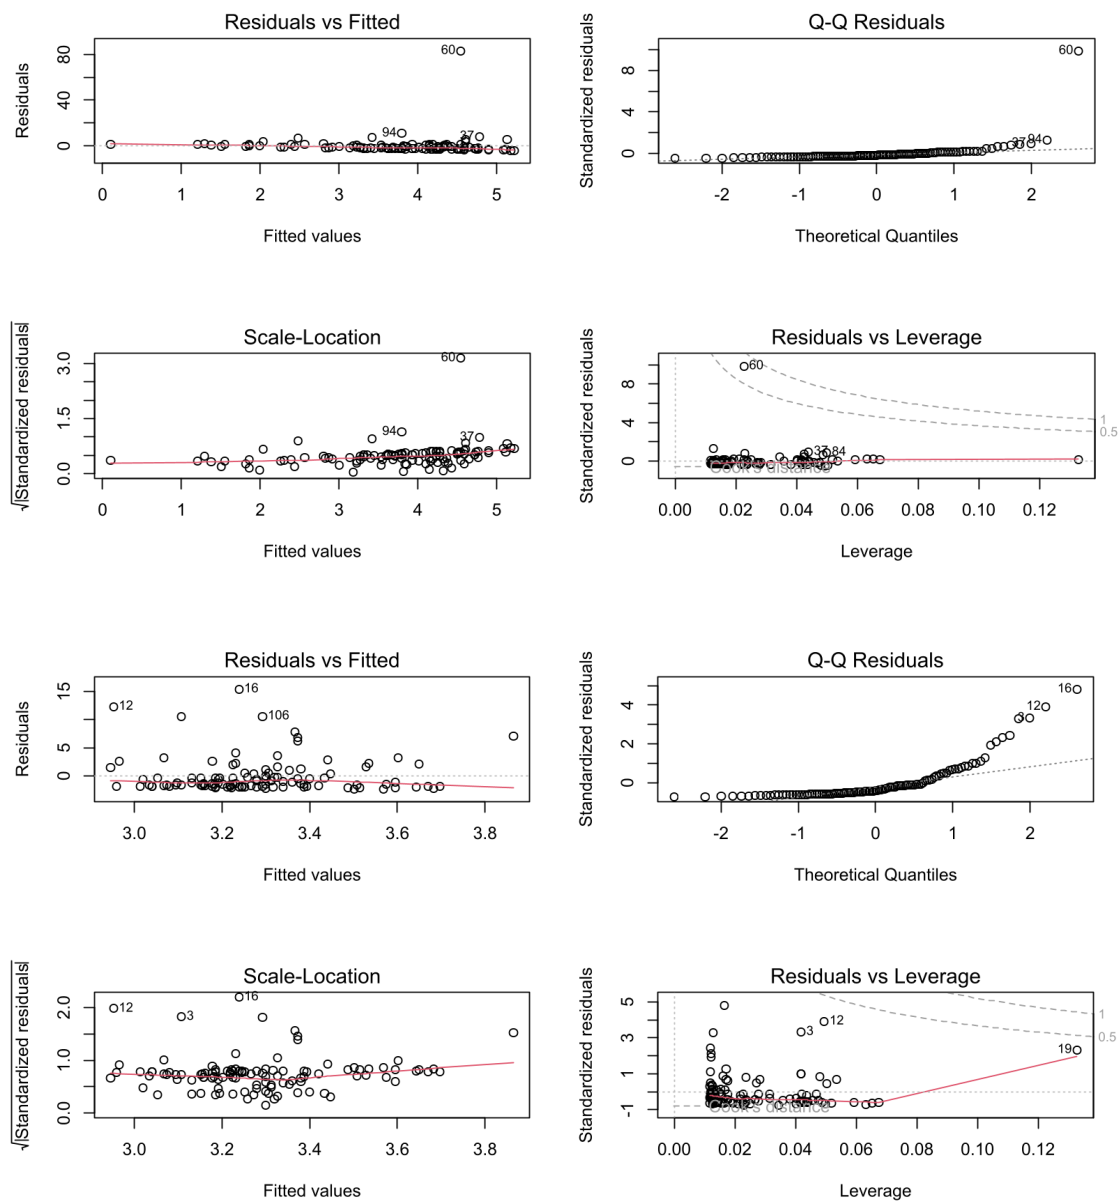 Residuals vs Fitted
Residuals
0 40 80
60
94
37
0 1 2 3 4 5
Fitted values
Q-Q Residuals
Standardized residuals
0 4 8
60
37 94
-2 -1 0 1 2
Theoretical Quantiles
Scale-Location
√|Standardized residuals|
0.0 1.5 3.0
60
94
37
0 1 2 3 4 5
Fitted values
Residuals vs Leverage
Standardized residuals
0 4 8
60
37 84
1
0.5
Cook's distance
0.00 0.02 0.04 0.06 0.08 0.10 0.12
Leverage
Residuals vs Fitted
Residuals
0 5 15
16
12
106
3.0 3.2 3.4 3.6 3.8
Fitted values
Q-Q Residuals
Standardized residuals
0 2 4
16
12
3
-2 -1 0 1 2
Theoretical Quantiles
Scale-Location
√|Standardized residuals|
0.0 1.0 2.0
16
12
3
3.0 3.2 3.4 3.6 3.8
Fitted values
Residuals vs Leverage
Standardized residuals
-1 1 3 5
12
3
19
1
0.5
Cook's distance
0.00 0.02 0.04 0.06 0.08 0.10 0.12
Leverage